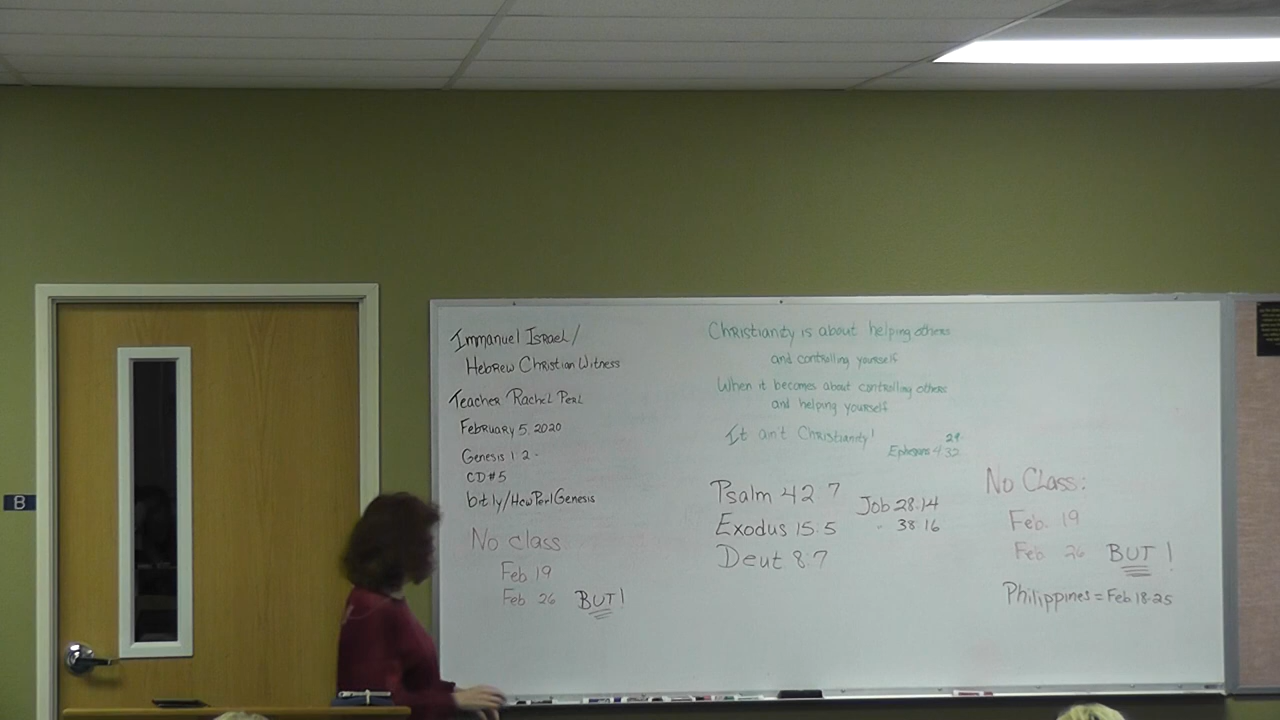 B
Immanuel Israel/
Hebrew Christian Witness
Teacher Rachel Perl
February 5, 2020
Genesis 1 2 -
CD#5
bit.ly/HcwPerlGenesis
No class
Feb 19
Feb 26 BUT!
Christianity is about helping others
and controlling yourself
When it becomes about controlling others
and helping yourself
It ain't Christianity!
Ephesians 4 29
32
Psalm 42 7
Exodus 15:5
Deut 8:7
Job 28:14
" 38 16
No Class:
Feb. 19
Feb 26 BUT!
Philippines = Feb 18-25